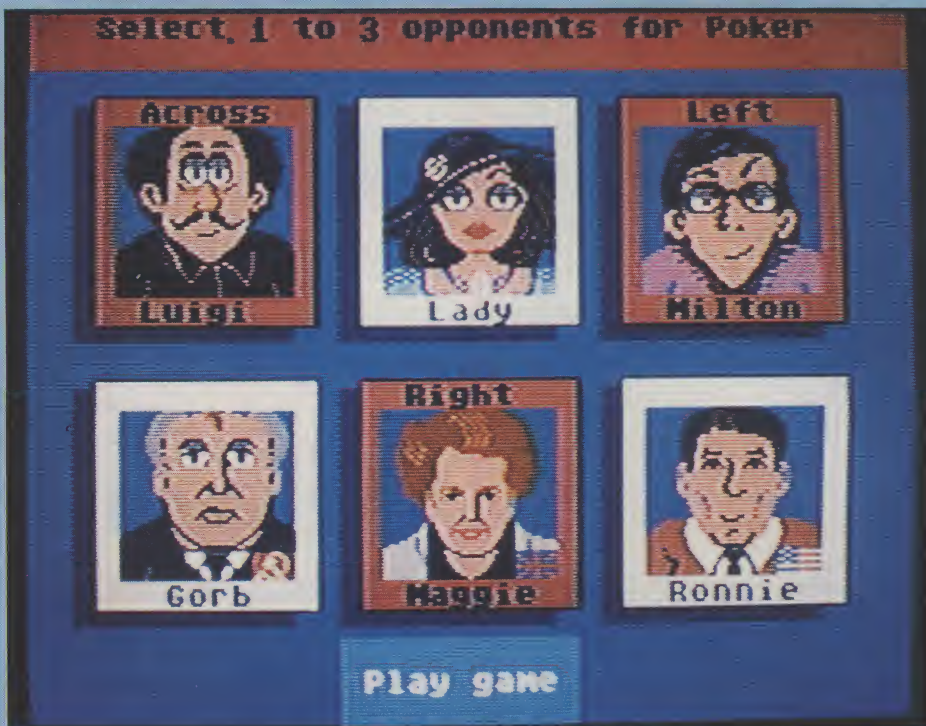 Select 1 to 3 opponents for Poker
Across
Left
Luigi
Lady
Milton
Right
Gorb
Maggie
Ronnie
Play game